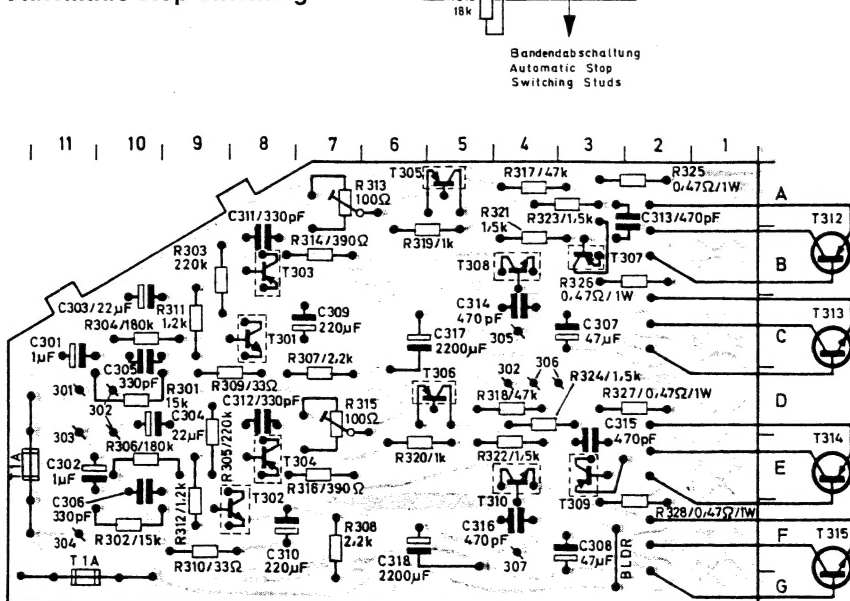 18k
Bandendabschaltung
Automatic Stop
Switching Studs
11 10 9 8 7 6 5 4 3 2 1
T305
R317/47k
R325
0,47Ω/1W
A
R313
100Ω
C311/330pF
R321
1,5k
R323/1,5k
C313/470pF
T312
R303
220k
R314/390Ω
R319/1k
T303
T308
T307
B
R326
0,47Ω/1W
C303/22µF
R311
1,2k
C309
220µF
C314
470pF
T313
R304/180k
C317
2200µF
C307
47µF
C
C301
1µF
T301
305
C305
330pF
R307/2,2k
T306
302
306
R324/1,5k
R309/33Ω
301
R301
15k
C312/330pF
R315
100Ω
R318/47k
R327/0,47Ω/1W
D
302
C304
22µF
303
C315
470pF
T314
R306/180k
R305/220k
R320/1k
R322/1,5k
C302
1µF
T304
E
R316/390Ω
T302
T310
T309
C306
330pF
R312/1,2k
R328/0,47Ω/1W
R302/15k
R308
2,2k
C316
470pF
F
T315
304
C310
220µF
C318
2200µF
C308
47µF
BLDR
T1A
R310/33Ω
307
G